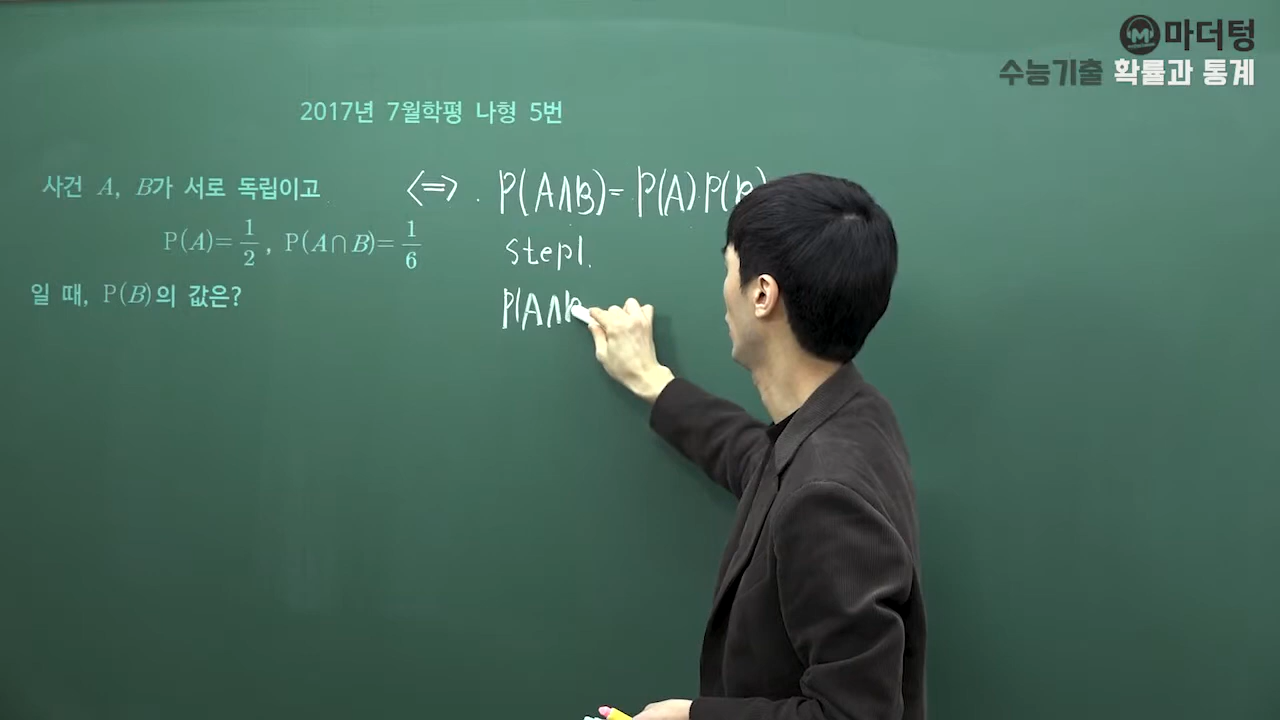 마더텅
수능기출 확률과 통계
2017년 7월학평 나형 5번
사건 A, B가 서로 독립이고 <=> . P(A∩B)= P(A) P(B)
P(A)=1/2, P(A∩B)=1/6
step1.
일 때, P(B)의 값은?
P(A∩B